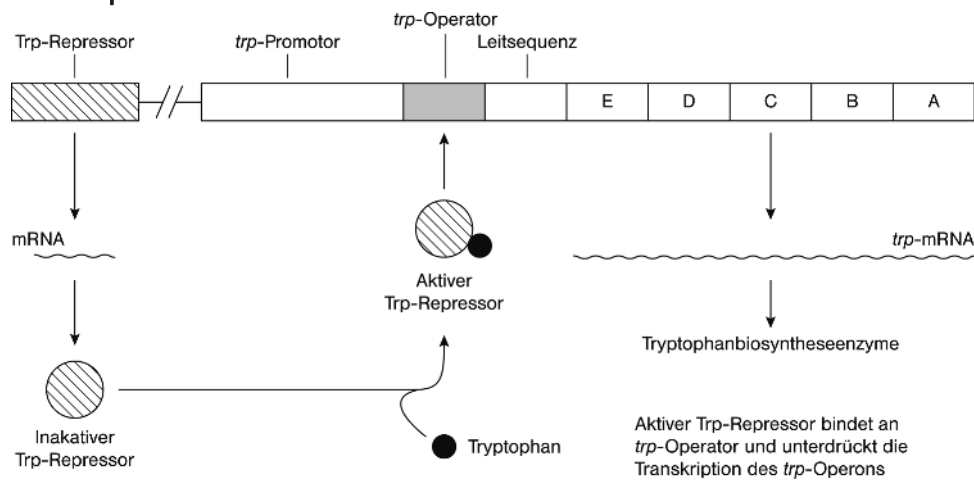 trp-Operator
Trp-Repressor
trp-Promotor
Leitsequenz
E
D
C
B
A
mRNA
trp-mRNA
Aktiver
Trp-Repressor
Tryptophanbiosyntheseenzyme
Inakativer
Trp-Repressor
Tryptophan
Aktiver Trp-Repressor bindet an
trp-Operator und unterdrückt die
Transkription des trp-Operons